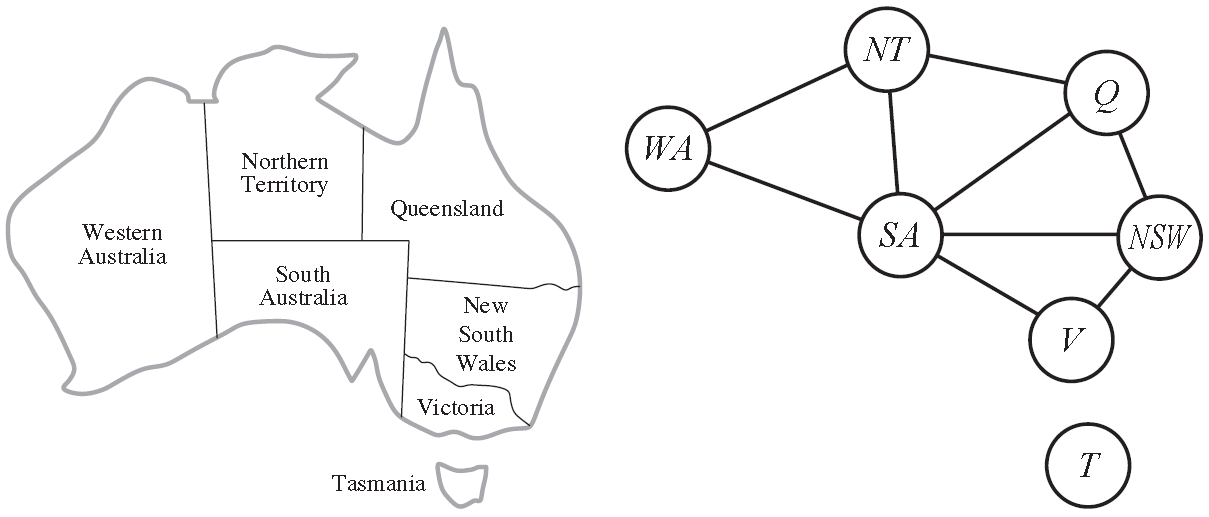 Northern
Territory
Western
Australia
Queensland
South
Australia
New
South
Wales
Victoria
Tasmania
NT
Q
WA
SA
NSW
V
T